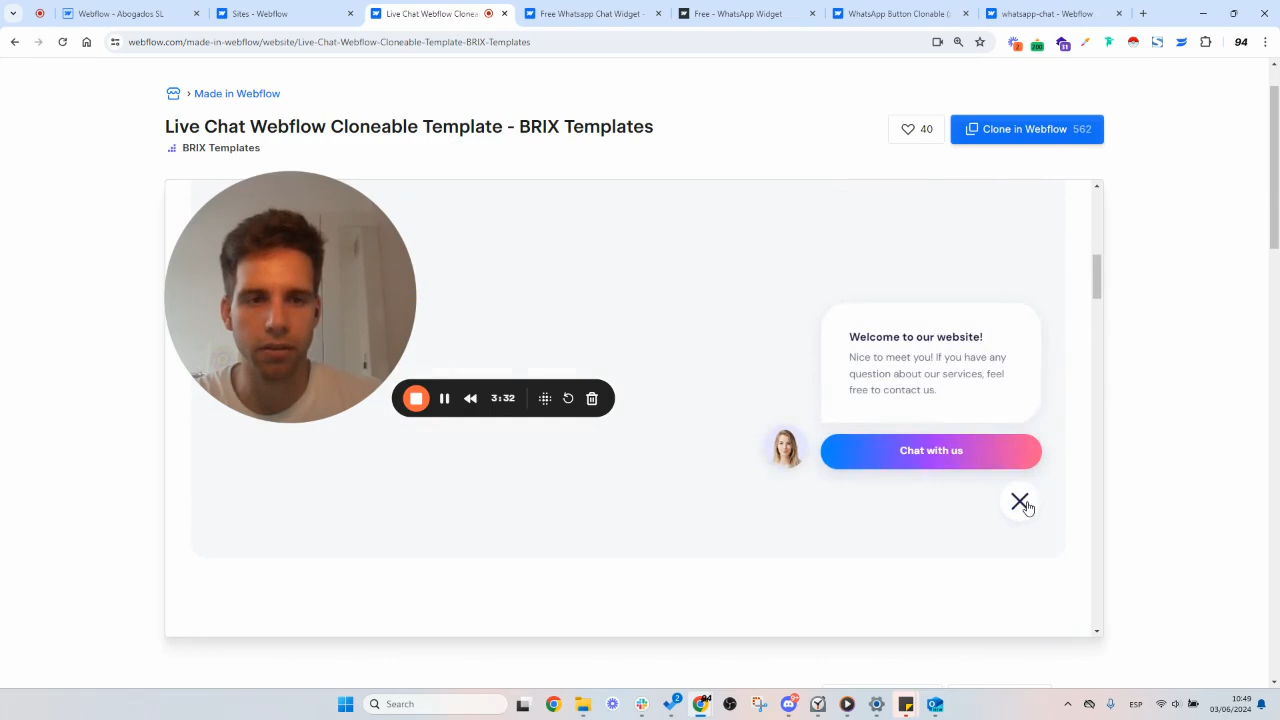 Webflow - Abogados SL
Sites - Webflow
Live Chat Webflow Clonea
Free Whatsapp Chat Widget -
Free - WhatsApp Widget
WhatsApp Button Clonable (
whatsapp-chat - Webflow
webflow.com/made-in-webflow/website/Live-Chat-Webflow-Cloneable-Template-BRIX-Templates
94
Made in Webflow
Live Chat Webflow Cloneable Template - BRIX Templates
40
Clone in Webflow 562
BRIX Templates
Welcome to our website!
Nice to meet you! If you have any
question about our services, feel
free to contact us.
3:32
Chat with us
Search
2
94
9+
ESP
10:49
03/06/2024